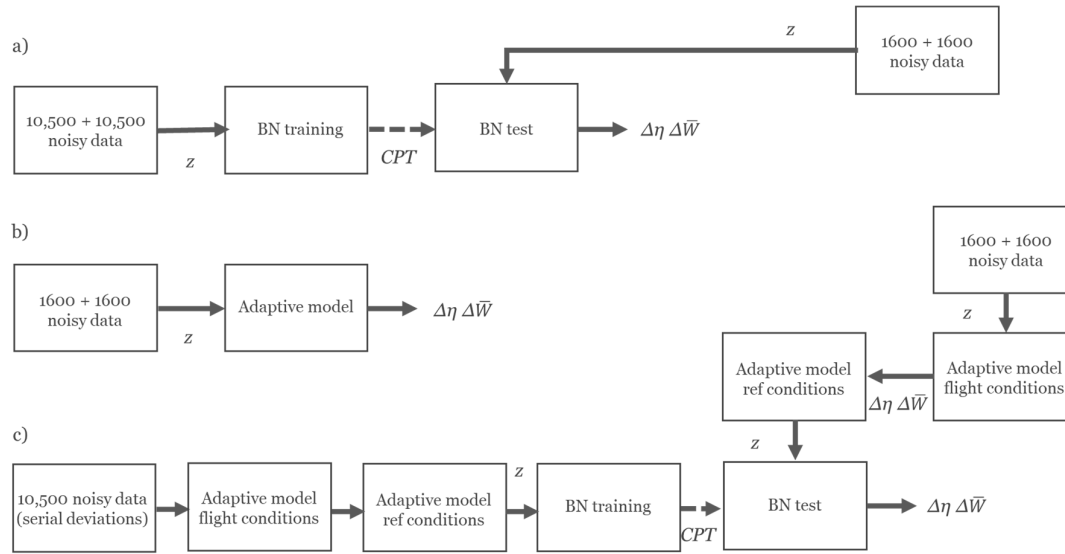 a)
z
1600 + 1600
noisy data
10,500 + 10,500
noisy data
z
BN training
CPT
BN test
Δη ΔW̅
b)
1600 + 1600
noisy data
z
Adaptive model
Δη ΔW̅
1600 + 1600
noisy data
z
Adaptive model
flight conditions
Δη ΔW̅
Adaptive model
ref conditions
z
c)
10,500 noisy data
(serial deviations)
Adaptive model
flight conditions
Adaptive model
ref conditions
z
BN training
CPT
BN test
Δη ΔW̅